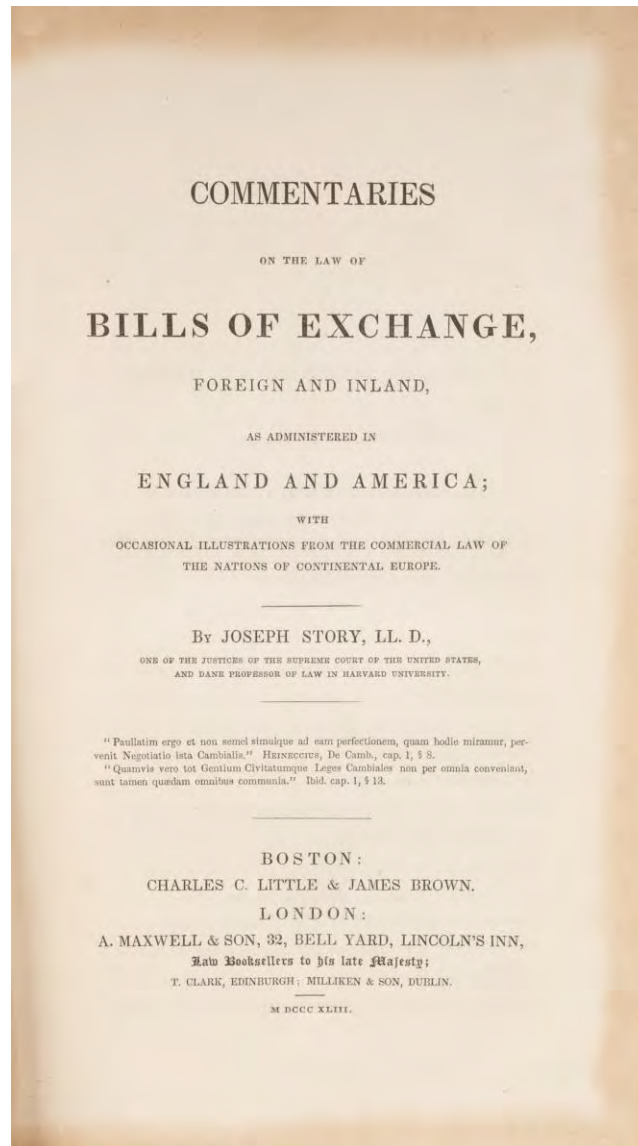 COMMENTARIES
ON THE LAW OF
BILLS OF EXCHANGE,
FOREIGN AND INLAND,
AS ADMINISTERED IN
ENGLAND AND AMERICA;
WITH
OCCASIONAL ILLUSTRATIONS FROM THE COMMERCIAL LAW OF
THE NATIONS OF CONTINENTAL EUROPE.
BY JOSEPH STORY, LL. D.,
ONE OF THE JUSTICES OF THE SUPREME COURT OF THE UNITED STATES,
AND DANE PROFESSOR OF LAW IN HARVARD UNIVERSITY.
"Paullatim ergo et non semel simulque ad eam perfectionem, quam hodie miramur, per-
venit Negotiatio ista Cambialis." HEINECCIUS, De Camb., cap. 1, § 8.
"Quamvis vero tot Gentium Civitatumque Leges Cambiales non per omnia conveniant,
sunt tamen quædam omnibus communia." Ibid. cap. 1, § 13.
BOSTON:
CHARLES C. LITTLE & JAMES BROWN.
LONDON:
A. MAXWELL & SON, 32, BELL YARD, LINCOLN'S INN,
Law Booksellers to his late Majesty;
T. CLARK, EDINBURGH; MILLIKEN & SON, DUBLIN.
M DCCC XLIII.